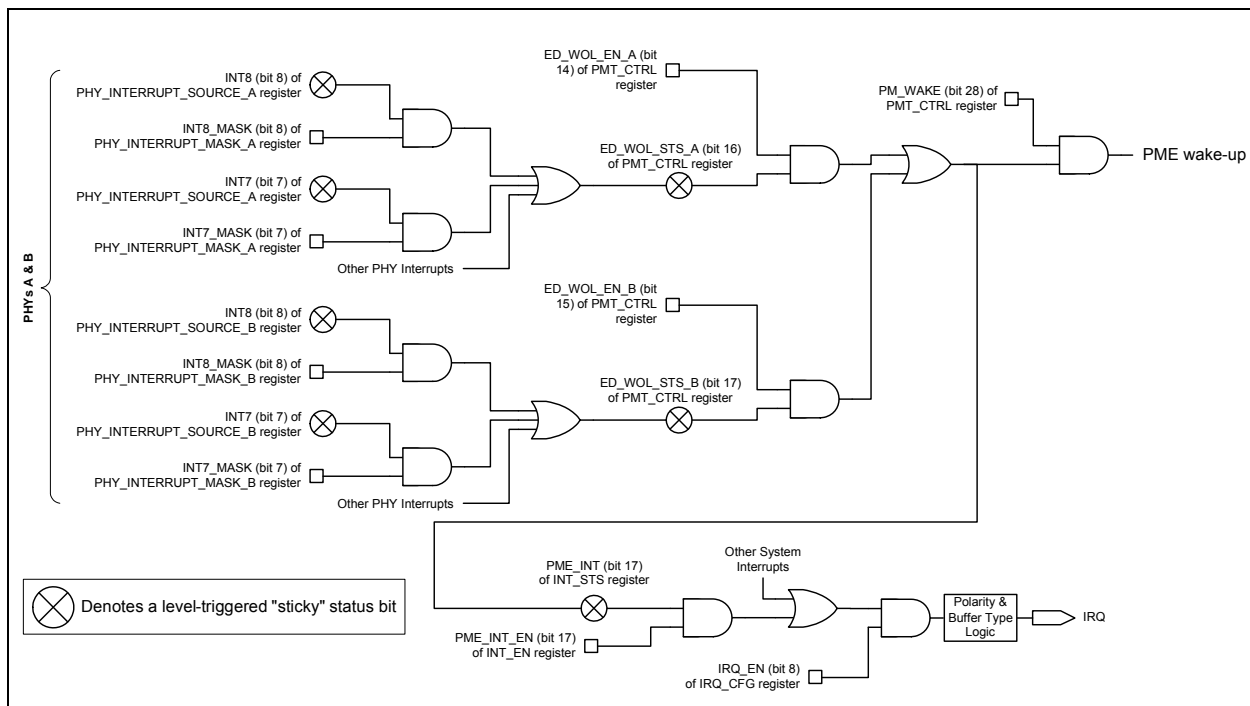 PHYs A & B
INT8 (bit 8) of
PHY_INTERRUPT_SOURCE_A register
INT8_MASK (bit 8) of
PHY_INTERRUPT_MASK_A register
INT7 (bit 7) of
PHY_INTERRUPT_SOURCE_A register
INT7_MASK (bit 7) of
PHY_INTERRUPT_MASK_A register
Other PHY Interrupts
ED_WOL_EN_A (bit
14) of PMT_CTRL
register
ED_WOL_STS_A (bit 16)
of PMT_CTRL register
PM_WAKE (bit 28) of
PMT_CTRL register
PME wake-up
INT8 (bit 8) of
PHY_INTERRUPT_SOURCE_B register
INT8_MASK (bit 8) of
PHY_INTERRUPT_MASK_B register
INT7 (bit 7) of
PHY_INTERRUPT_SOURCE_B register
INT7_MASK (bit 7) of
PHY_INTERRUPT_MASK_B register
Other PHY Interrupts
ED_WOL_EN_B (bit
15) of PMT_CTRL
register
ED_WOL_STS_B (bit 17)
of PMT_CTRL register
Denotes a level-triggered "sticky" status bit
PME_INT (bit 17)
of INT_STS register
PME_INT_EN (bit 17)
of INT_EN register
Other System
Interrupts
IRQ_EN (bit 8)
of IRQ_CFG register
Polarity &
Buffer Type
Logic
IRQ